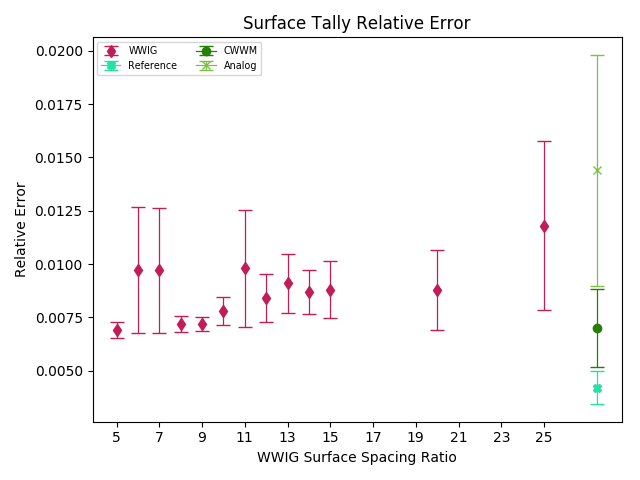 Surface Tally Relative Error
WWIG
Reference
CWWM
Analog
Relative Error
0.0200
0.0175
0.0150
0.0125
0.0100
0.0075
0.0050
5 7 9 11 13 15 17 19 21 23 25
WWIG Surface Spacing Ratio